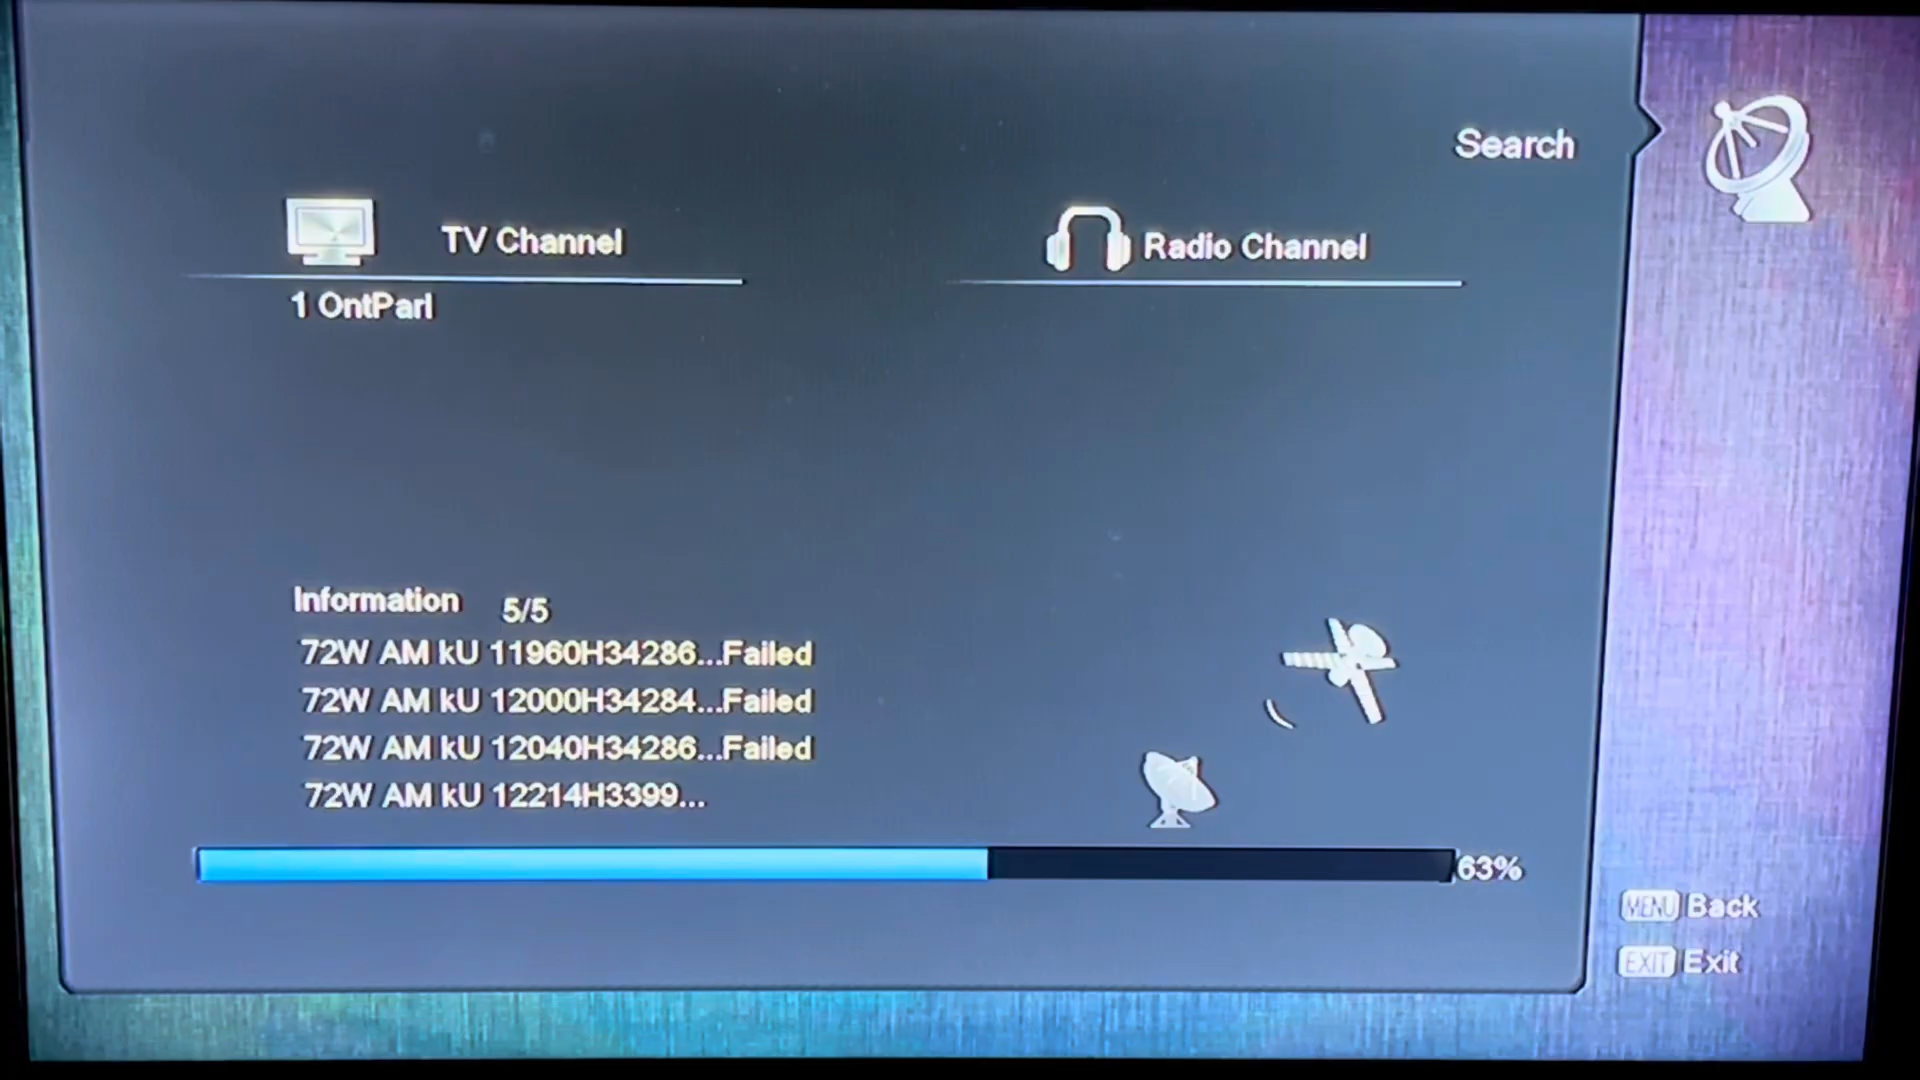 Search
TV Channel
Radio Channel
1 OntParl
Information 5/5
72W AM kU 11960H34286...Failed
72W AM kU 12000H34284...Failed
72W AM kU 12040H34286...Failed
72W AM kU 12214H3399...
63%
MENU Back
EXIT Exit